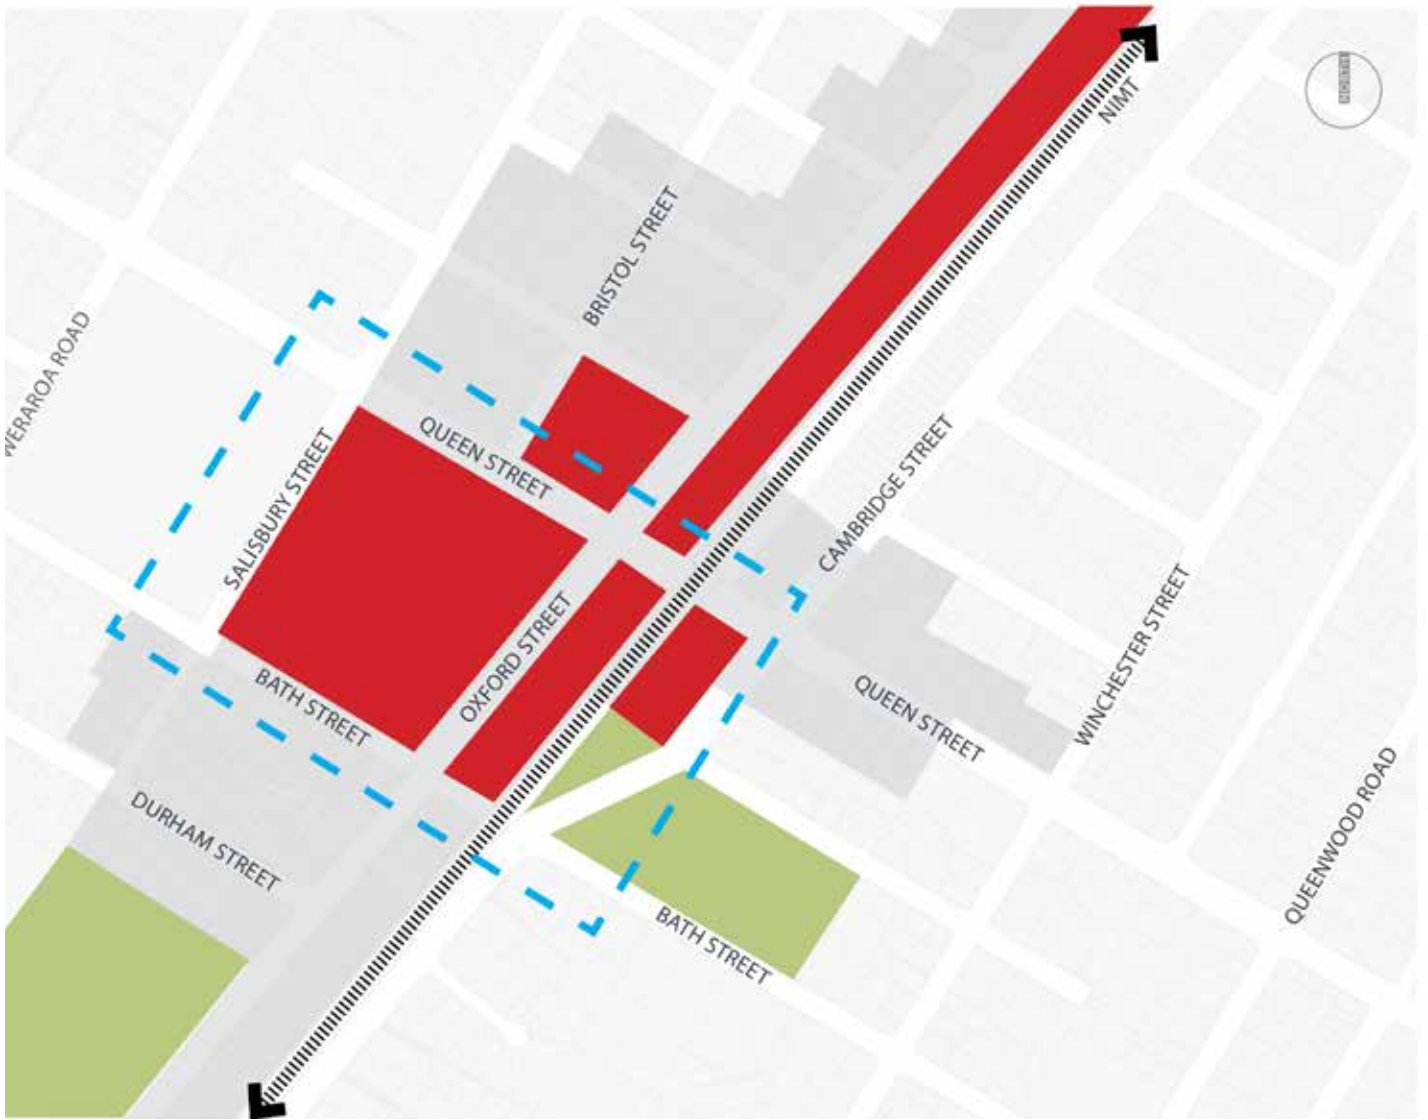 NORTH
NIMT
BRISTOL STREET
WERAROA ROAD
QUEEN STREET
SALISBURY STREET
CAMBRIDGE STREET
OXFORD STREET
WINCHESTER STREET
BATH STREET
QUEEN STREET
DURHAM STREET
QUEENWOOD ROAD
BATH STREET